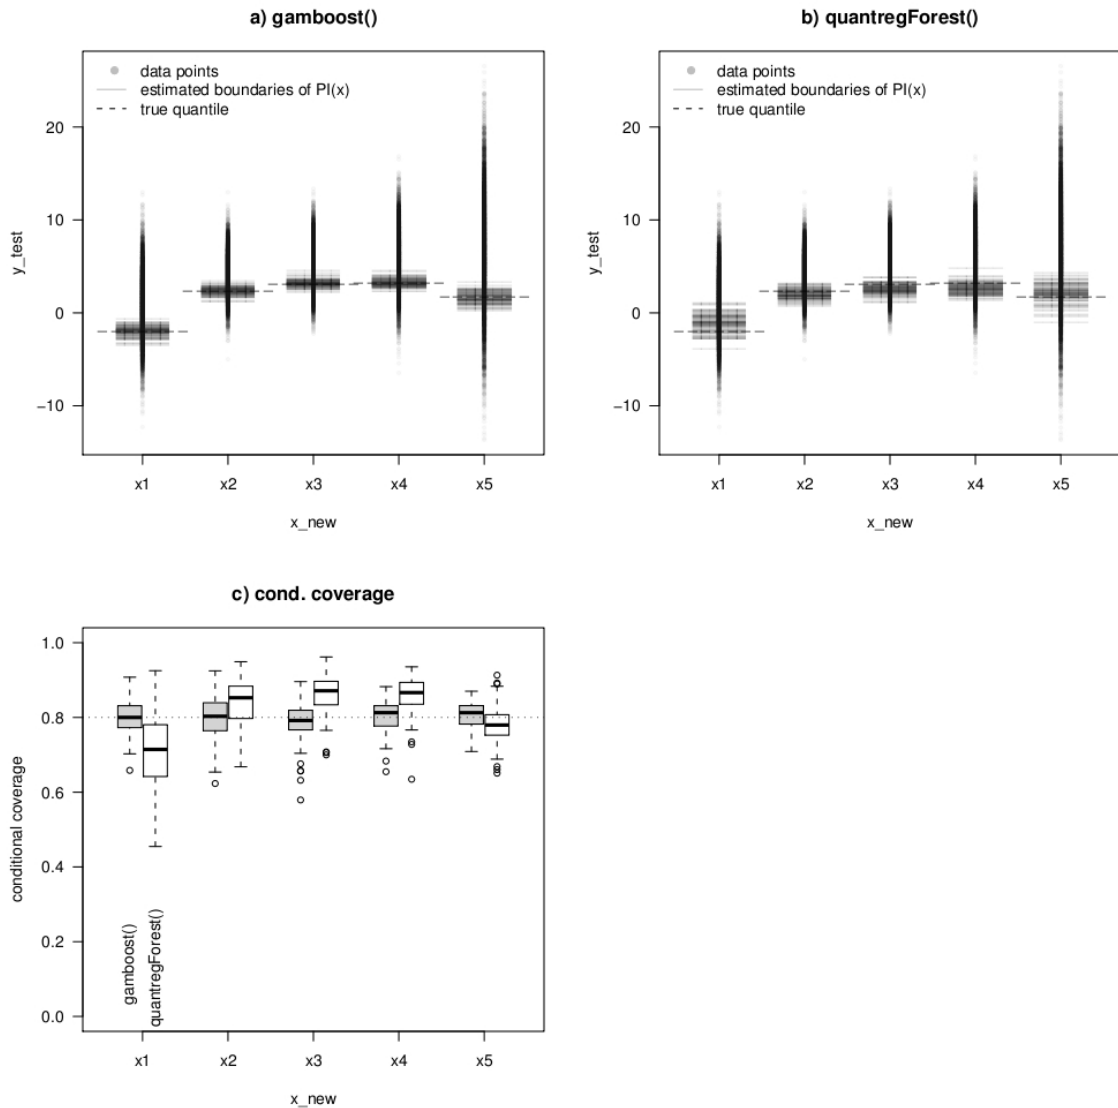 a) gamboost()
data points
estimated boundaries of PI(x)
true quantile
20
10
0
−10
y_test
x1 x2 x3 x4 x5
x_new
b) quantregForest()
data points
estimated boundaries of PI(x)
true quantile
20
10
0
−10
y_test
x1 x2 x3 x4 x5
x_new
c) cond. coverage
1.0
0.8
0.6
0.4
0.2
0.0
conditional coverage
gamboost()
quantregForest()
x1 x2 x3 x4 x5
x_new